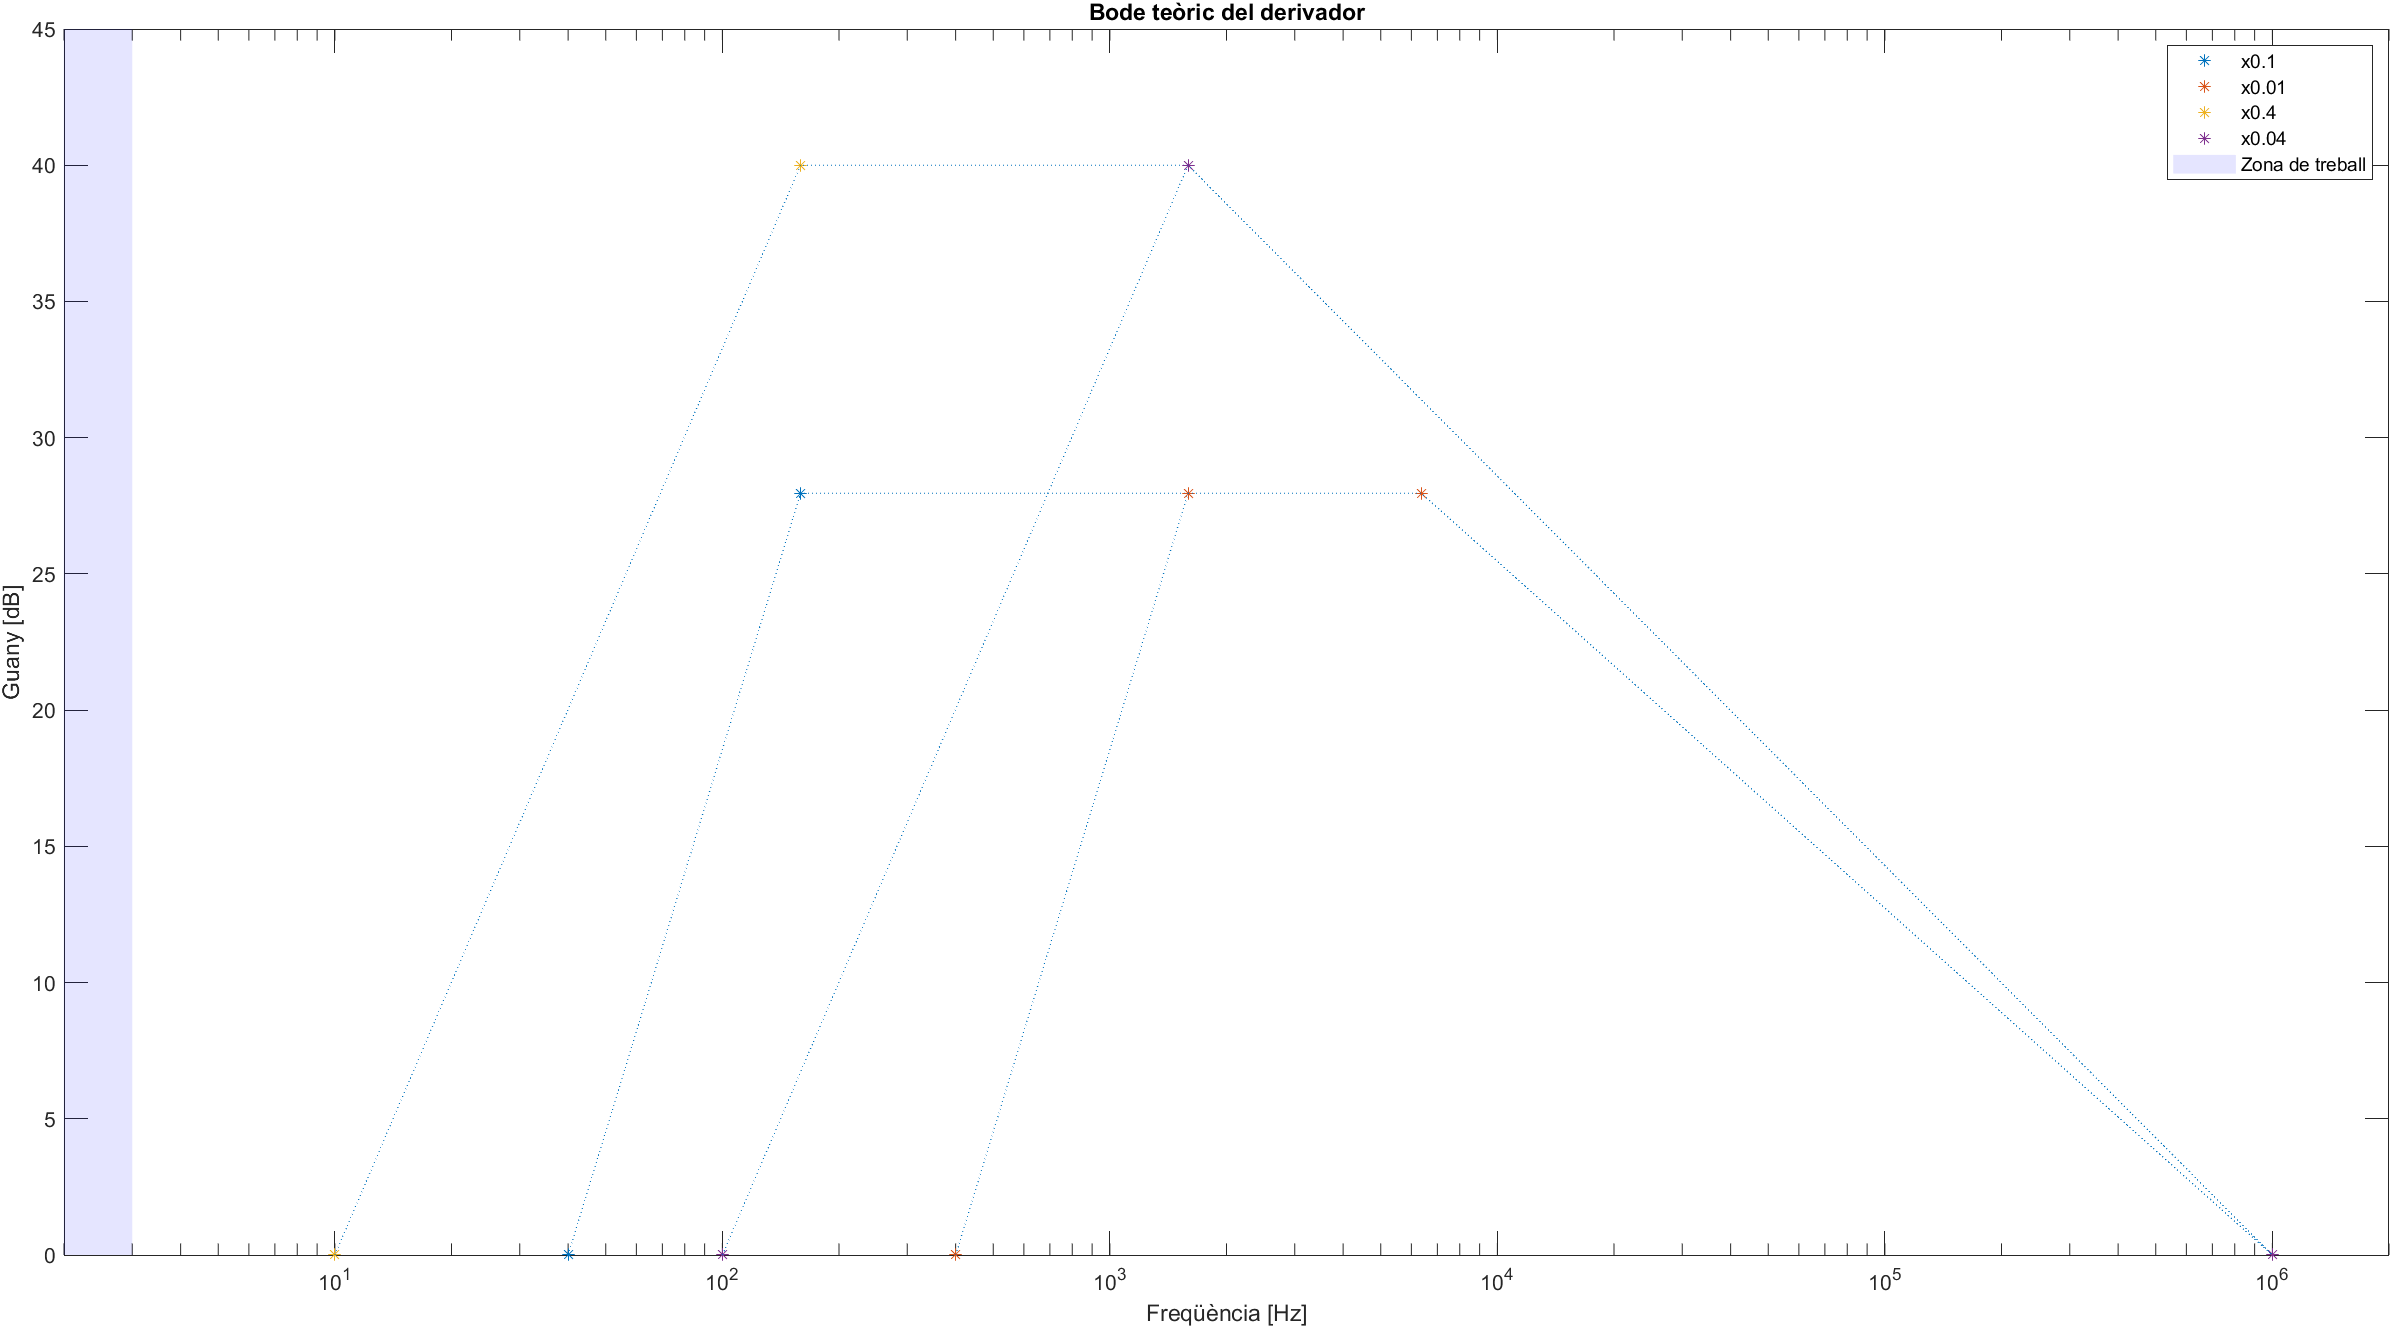 Bode teòric del derivador
45
40
35
30
25
20
15
10
5
0
Guany [dB]
x0.1
x0.01
x0.4
x0.04
Zona de treball
10^1 10^2 10^3 10^4 10^5 10^6
Freqüència [Hz]